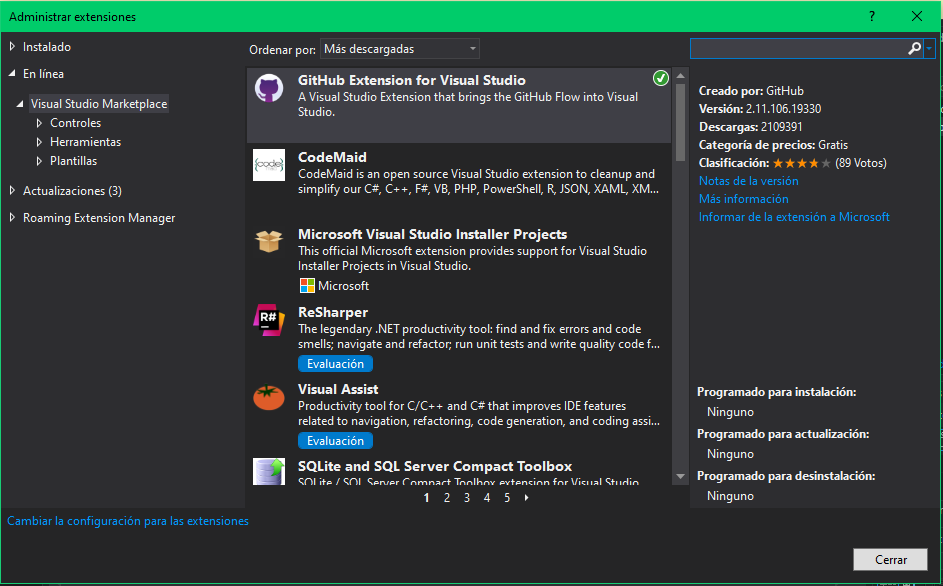 Administrar extensiones
?
Instalado
En línea
Visual Studio Marketplace
Controles
Herramientas
Plantillas
Actualizaciones (3)
Roaming Extension Manager
Cambiar la configuración para las extensiones
Ordenar por: Más descargadas
GitHub Extension for Visual Studio
A Visual Studio Extension that brings the GitHub Flow into Visual
Studio.
{code}
CodeMaid
CodeMaid is an open source Visual Studio extension to cleanup and
simplify our C#, C++, F#, VB, PHP, PowerShell, R, JSON, XAML, XM...
Microsoft Visual Studio Installer Projects
This official Microsoft extension provides support for Visual Studio
Installer Projects in Visual Studio.
Microsoft
R#
ReSharper
The legendary .NET productivity tool: find and fix errors and code
smells; navigate and refactor; run unit tests and write quality code f...
Evaluación
Visual Assist
Productivity tool for C/C++ and C# that improves IDE features
related to navigation, refactoring, code generation, and coding assi...
Evaluación
SQLite and SQL Server Compact Toolbox
SQLite / SQL Server Compact Toolbox extension for Visual Studio
1 2 3 4 5
Creado por: GitHub
Versión: 2.11.106.19330
Descargas: 2109391
Categoría de precios: Gratis
Clasificación: (89 Votos)
Notas de la versión
Más información
Informar de la extensión a Microsoft
Programado para instalación:
Ninguno
Programado para actualización:
Ninguno
Programado para desinstalación:
Ninguno
Cerrar